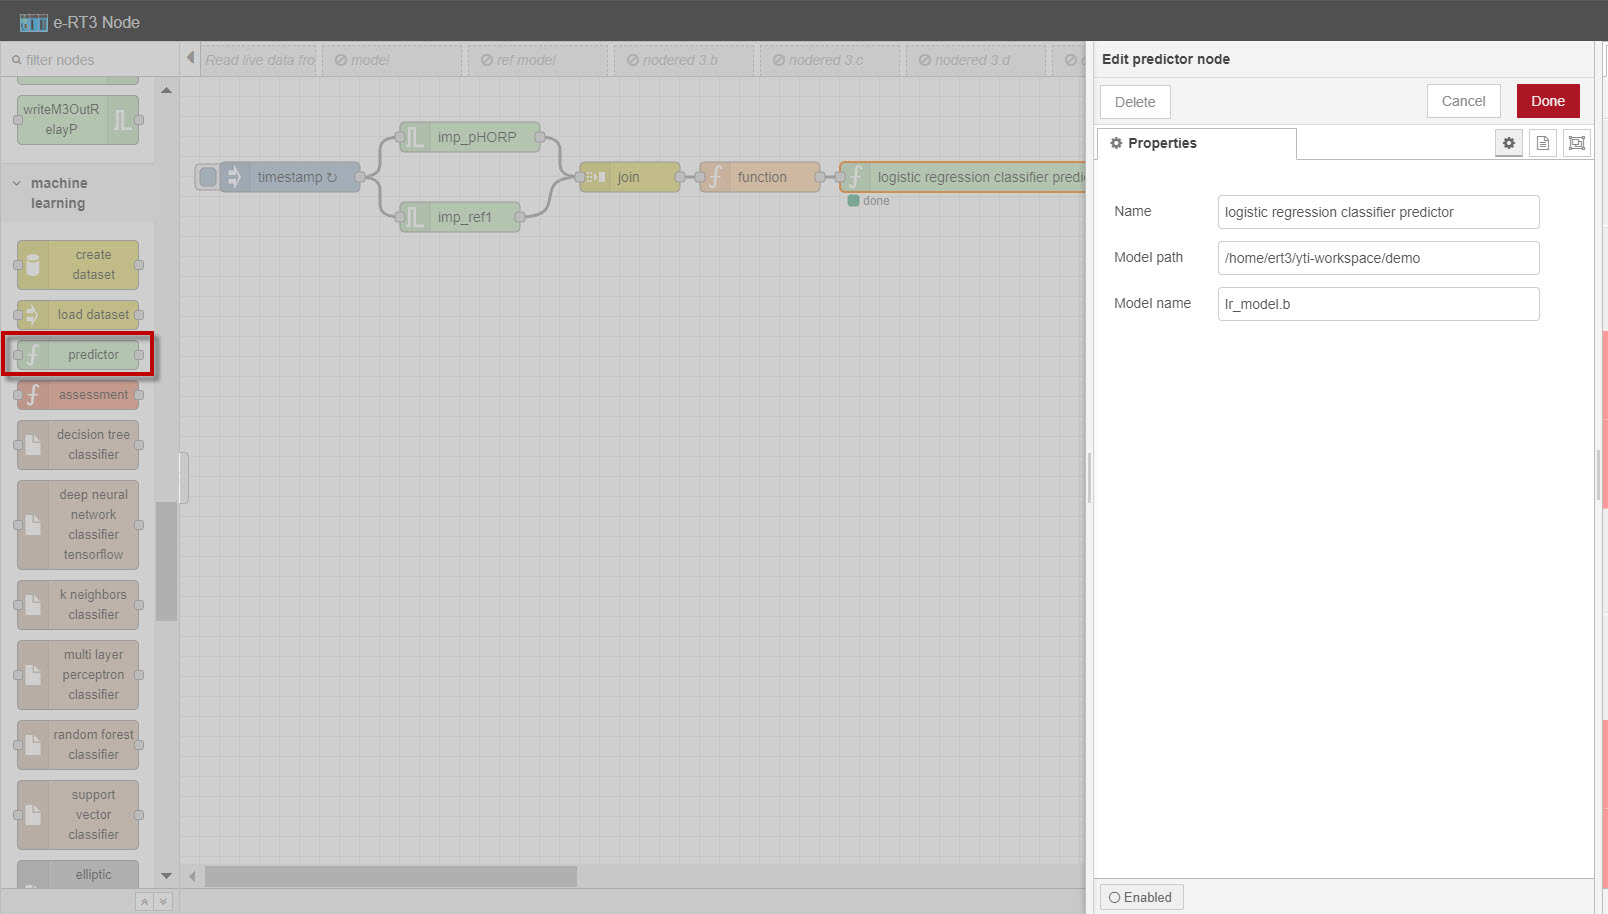 e-RT3 Node
filter nodes
writeM3OutR
elayP
machine
learning
create
dataset
load dataset
predictor
assessment
decision tree
classifier
deep neural
network
classifier
tensorflow
k neighbors
classifier
multi layer
perceptron
classifier
random forest
classifier
support
vector
classifier
elliptic
Read live data fro
model
ref model
nodered 3.b
nodered 3.c
nodered 3.d
timestamp ↻
imp_pHORP
imp_ref1
join
function
logistic regression classifier predi
done
Edit predictor node
Delete
Cancel
Done
Properties
Name
logistic regression classifier predictor
Model path
/home/ert3/yti-workspace/demo
Model name
lr_model.b
Enabled